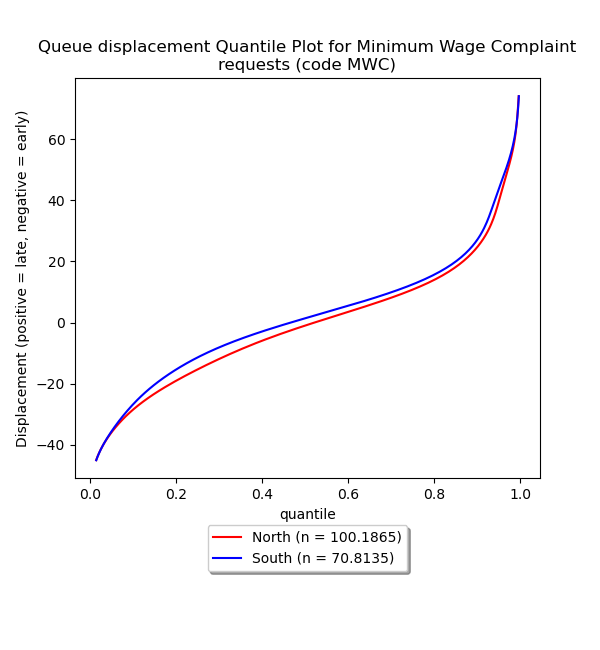 Queue displacement Quantile Plot for Minimum Wage Complaint
requests (code MWC)
Displacement (positive = late, negative = early)
60
40
20
0
−20
−40
0.0 0.2 0.4 0.6 0.8 1.0
quantile
North (n = 100.1865)
South (n = 70.8135)